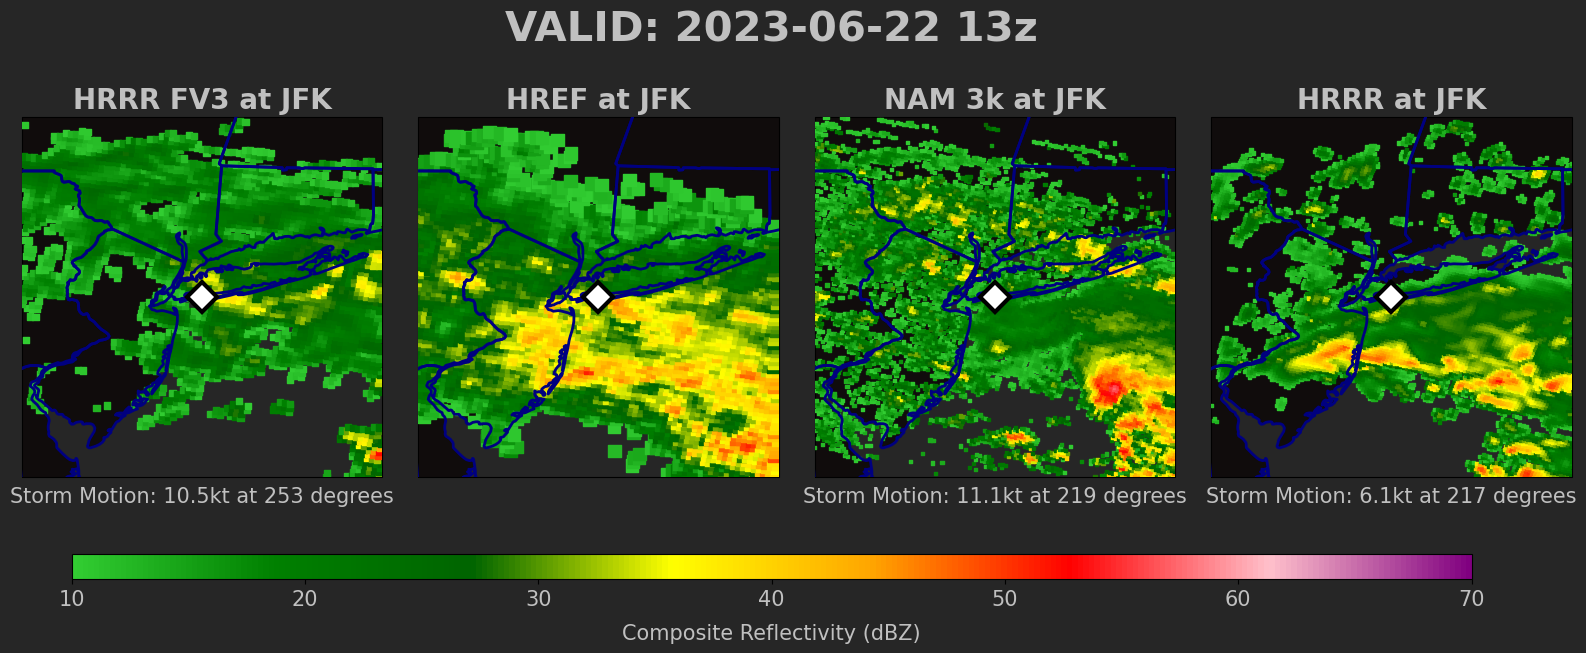 VALID: 2023-06-22 13z
HRRR FV3 at JFK
HREF at JFK
NAM 3k at JFK
HRRR at JFK
Storm Motion: 10.5kt at 253 degrees
Storm Motion: 11.1kt at 219 degrees
Storm Motion: 6.1kt at 217 degrees
10 20 30 40 50 60 70
Composite Reflectivity (dBZ)